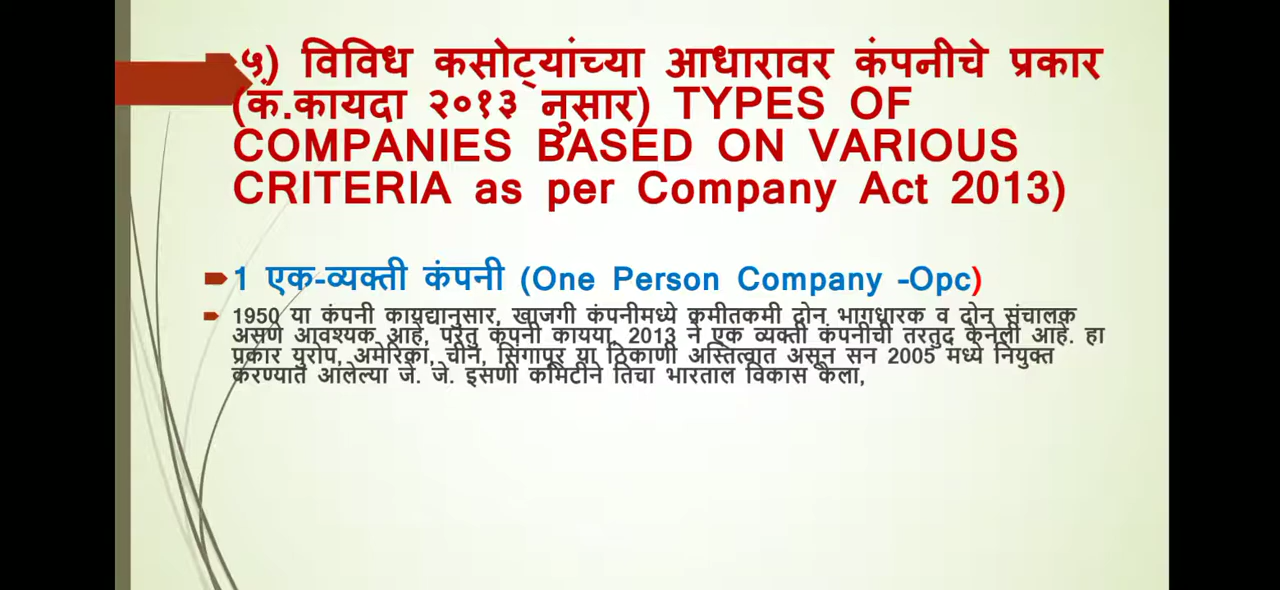 ५) विविध कसोट्यांच्या आधारावर कंपनीचे प्रकार
(कं.कायदा २०१३ नुसार) TYPES OF
COMPANIES BASED ON VARIOUS
CRITERIA as per Company Act 2013)
1 एक-व्यक्ती कंपनी (One Person Company -Opc)
1950 या कंपनी कायद्यानुसार, खाजगी कंपनीमध्ये कमीतकमी दोन भागधारक व दोन संचालक
असणे आवश्यक आहे, परंतु कंपनी कायया, 2013 ने एक व्यक्ती कंपनीची तरतुद केनेली आहे. हा
प्रकार युरोप, अमेरिका, चीन, सिंगापूर या ठिकाणी अस्तित्वात असून सन 2005 मध्ये नियुक्त
करण्यात आलेल्या जे. जे. इसणी कमिटीने तिचा भारताल विकास केला,